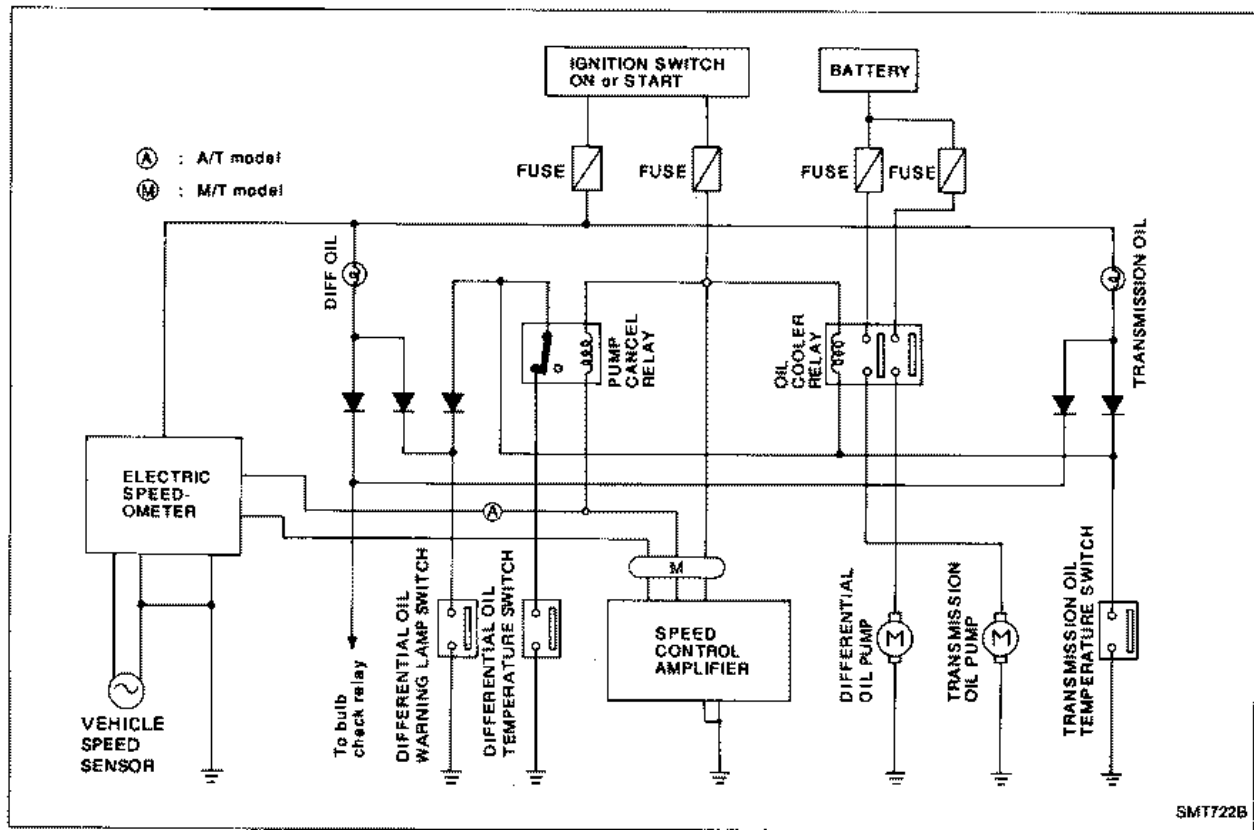 IGNITION SWITCH
ON or START
BATTERY
Ⓐ : A/T model
Ⓜ : M/T model
FUSE
FUSE
FUSE
FUSE
DIFF OIL
TRANSMISSION OIL
PUMP
CANCEL
RELAY
OIL
COOLER
RELAY
ELECTRIC
SPEED-
OMETER
A
M
SPEED
CONTROL
AMPLIFIER
DIFFERENTIAL OIL
WARNING LAMP SWITCH
DIFFERENTIAL OIL
TEMPERATURE SWITCH
DIFFERENTIAL
OIL PUMP
M
TRANSMISSION
OIL PUMP
M
TRANSMISSION OIL
TEMPERATURE SWITCH
VEHICLE
SPEED
SENSOR
To bulb
check relay
SMT722B